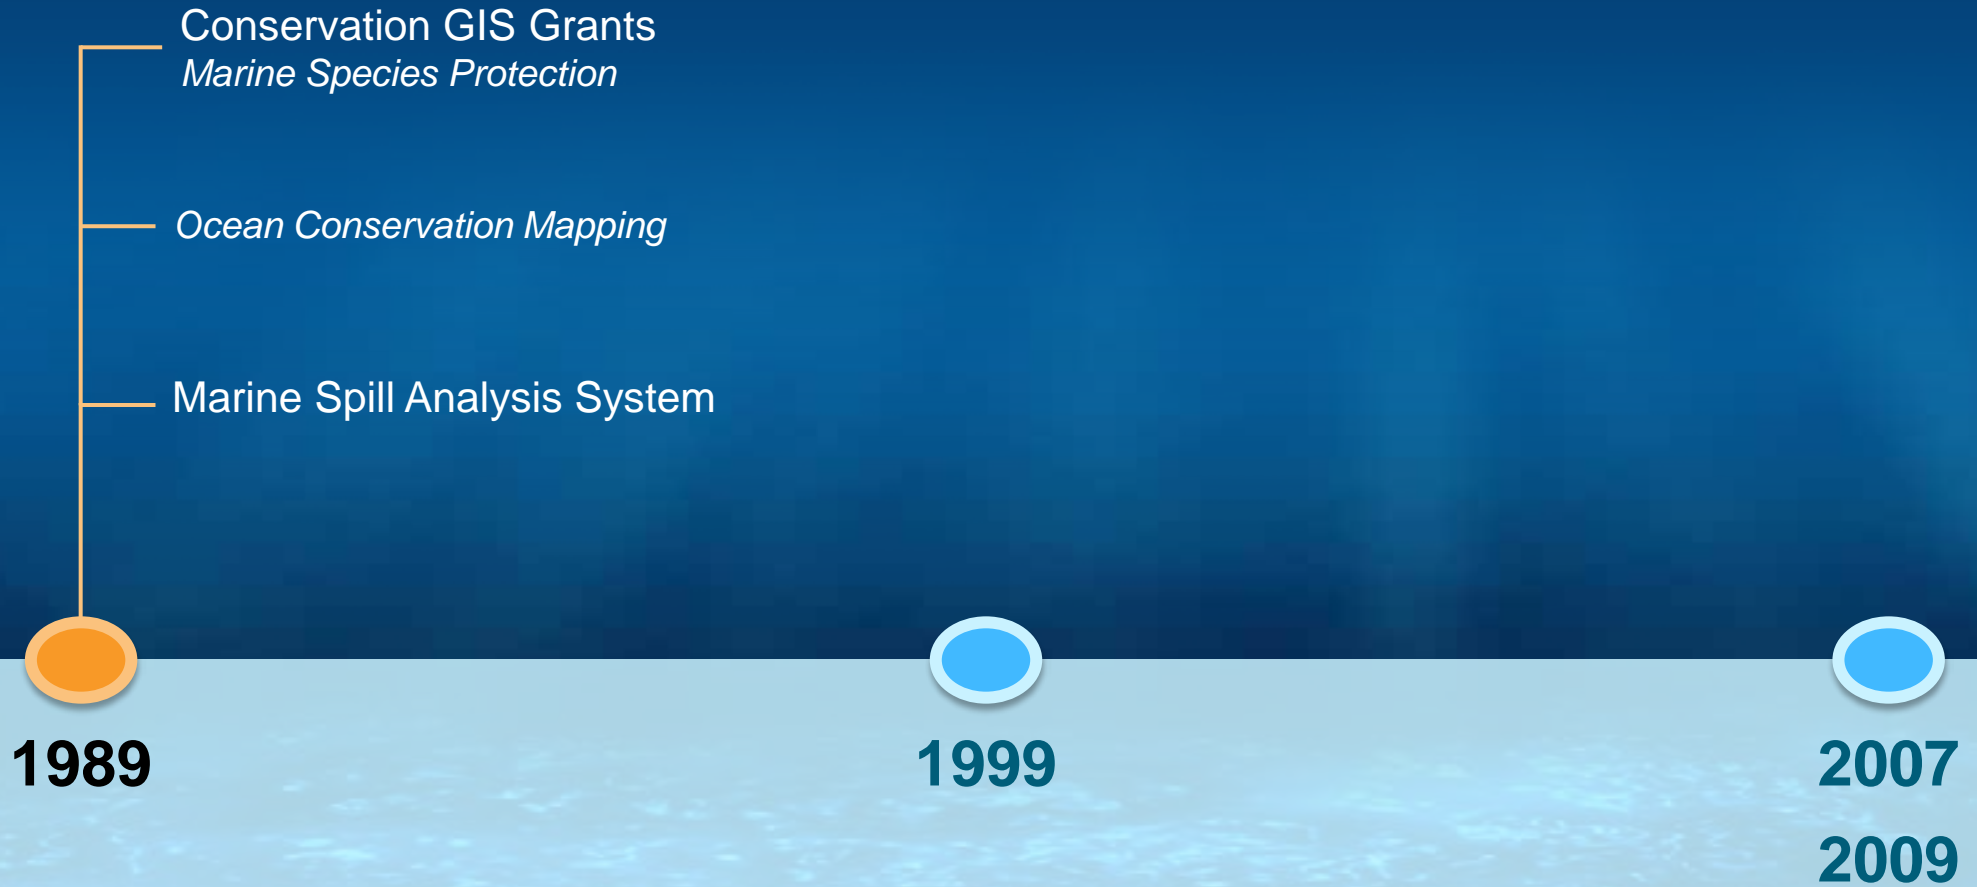 Conservation GIS Grants
Marine Species Protection
Ocean Conservation Mapping
Marine Spill Analysis System
1989
1999
2007
2009